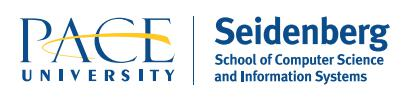 PACE
UNIVERSITY
Seidenberg
School of Computer Science
and Information Systems